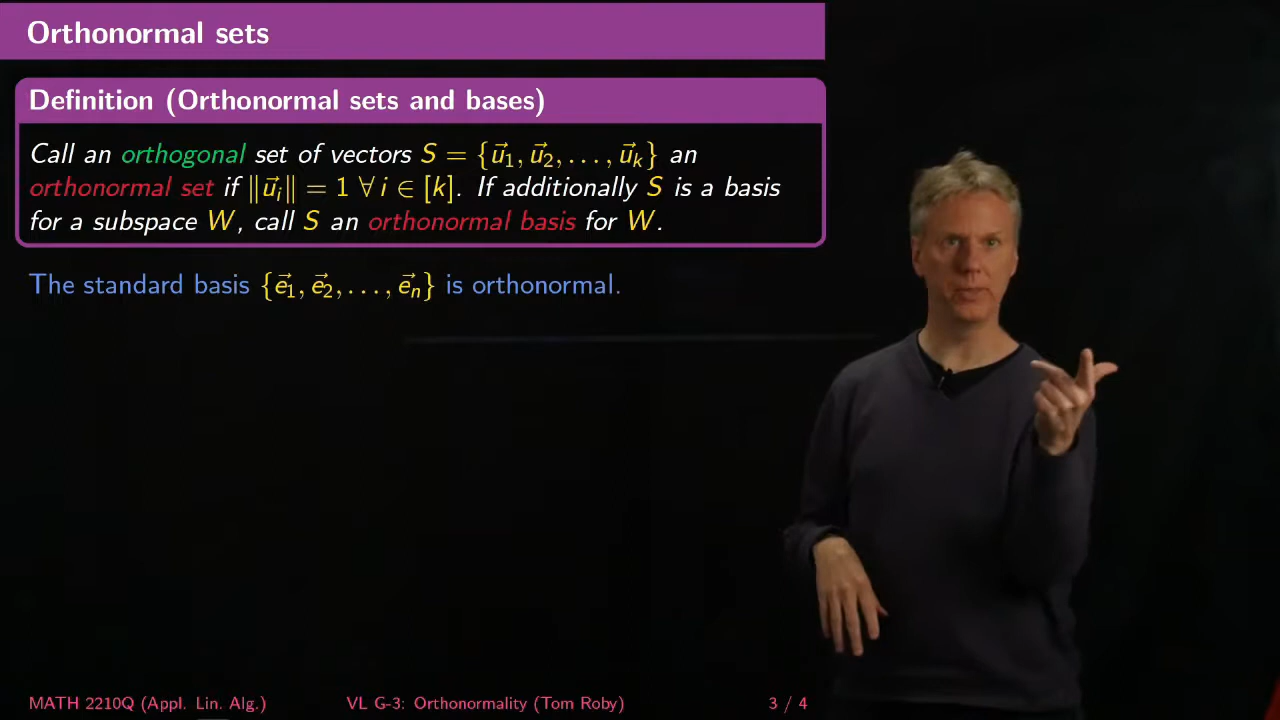 Orthonormal sets
Definition (Orthonormal sets and bases)
Call an orthogonal set of vectors S = {u⃗₁, u⃗₂, . . . , u⃗ₖ} an
orthonormal set if ‖u⃗ᵢ‖ = 1 ∀ i ∈ [k]. If additionally S is a basis
for a subspace W, call S an orthonormal basis for W.
The standard basis {e⃗₁, e⃗₂, . . . , e⃗ₙ} is orthonormal.
MATH 2210Q (Appl. Lin. Alg.) VL G-3: Orthonormality (Tom Roby) 3 / 4